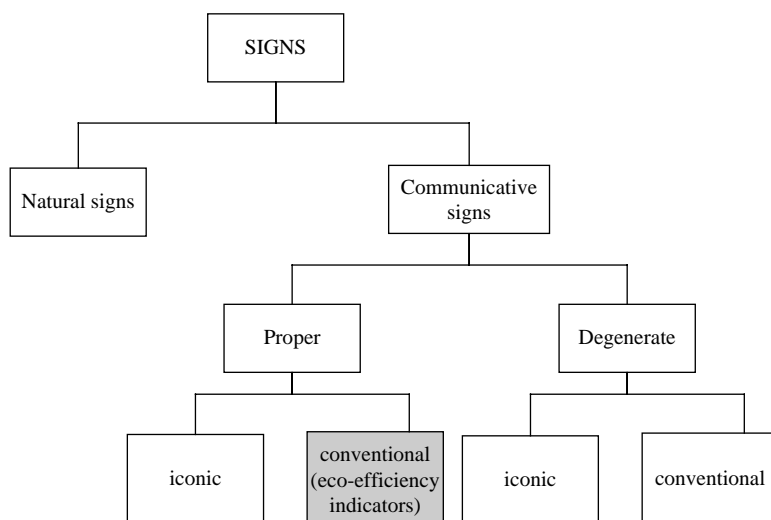 SIGNS
Natural signs
Communicative
signs
Proper
Degenerate
iconic
conventional
(eco-efficiency
indicators)
iconic
conventional